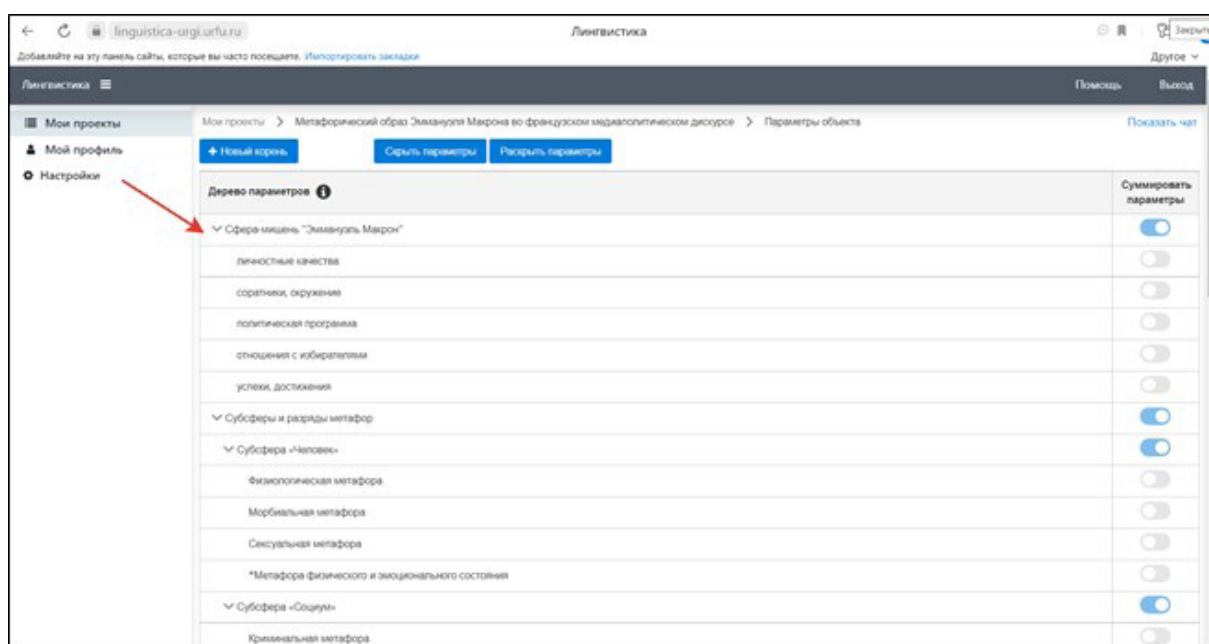 linguistica-urgi.urfu.ru Лингвистика Закрыть
Добавляйте на эту панель сайты, которые вы часто посещаете. Импортировать закладки Другое
Лингвистика Помощь Выход
Мои проекты
Мой профиль
Настройки
Мои проекты > Метафорический образ Эммануэля Макрона во французском медиаполитическом дискурсе > Параметры объекта Показать чат
+ Новый корень Скрыть параметры Раскрыть параметры
Дерево параметров Суммировать параметры
Сфера-мишень "Эммануэль Макрон"
личностные качества
соратники, окружение
политическая программа
отношения с избирателями
успехи, достижения
Субсферы и разряды метафор
Субсфера «Человек»
Физиологическая метафора
Морбиальная метафора
Сексуальная метафора
*Метафора физического и эмоционального состояния
Субсфера «Социум»
Криминальная метафора